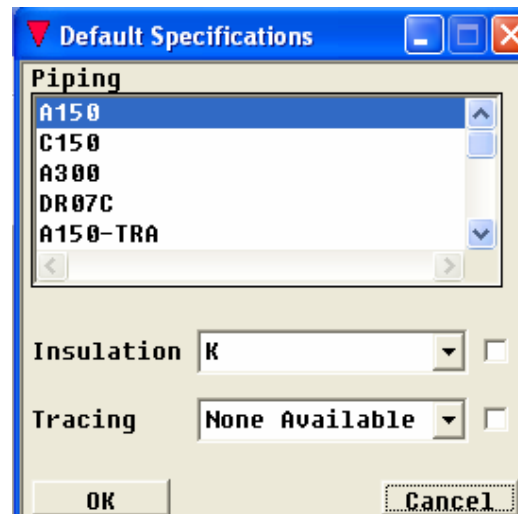 Default Specifications
Piping
A150
C150
A300
DR07C
A150-TRA
Insulation K
Tracing None Available
OK Cancel